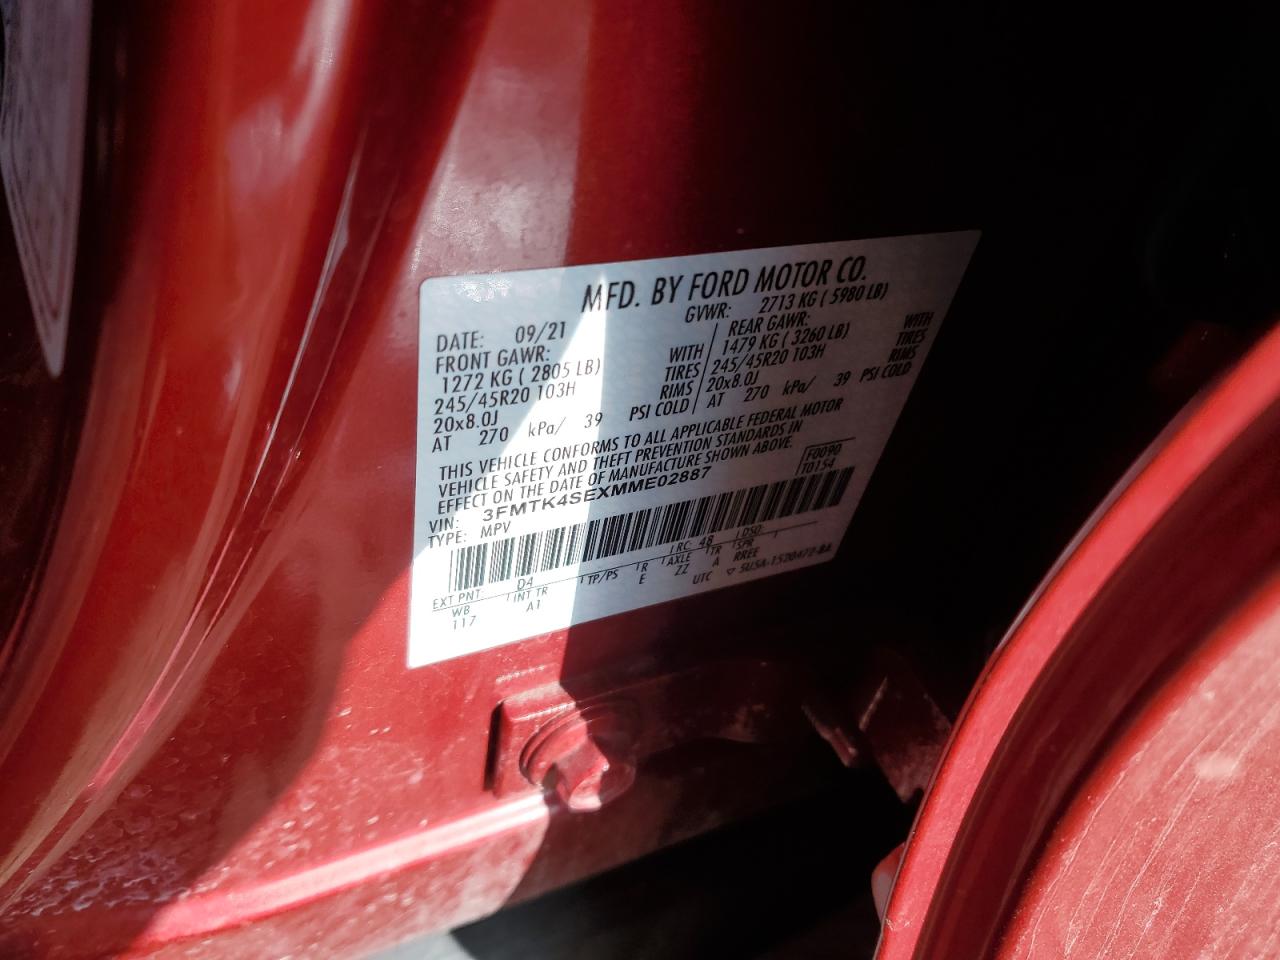 MFD. BY FORD MOTOR CO.
DATE: 09/21 GVWR: 2713 KG ( 5980 LB)
FRONT GAWR: REAR GAWR:
1272 KG ( 2805 LB) WITH 1479 KG ( 3260 LB) WITH
245/45R20 103H TIRES 245/45R20 103H TIRES
20x8.0J RIMS 20x8.0J RIMS
AT 270 kPa/ 39 PSI COLD AT 270 kPa/ 39 PSI COLD
THIS VEHICLE CONFORMS TO ALL APPLICABLE FEDERAL MOTOR
VEHICLE SAFETY AND THEFT PREVENTION STANDARDS IN
EFFECT ON THE DATE OF MANUFACTURE SHOWN ABOVE.
VIN: 3FMTK4SEXMME02887 F0090
TYPE: MPV T0154
EXT PNT: D4 RC: 48 DSO:
WB INT TR TP/PS R AXLE TR SPR
117 A1 E ZZ A RREE
UTC ▽ 5U5A-1520472-BA